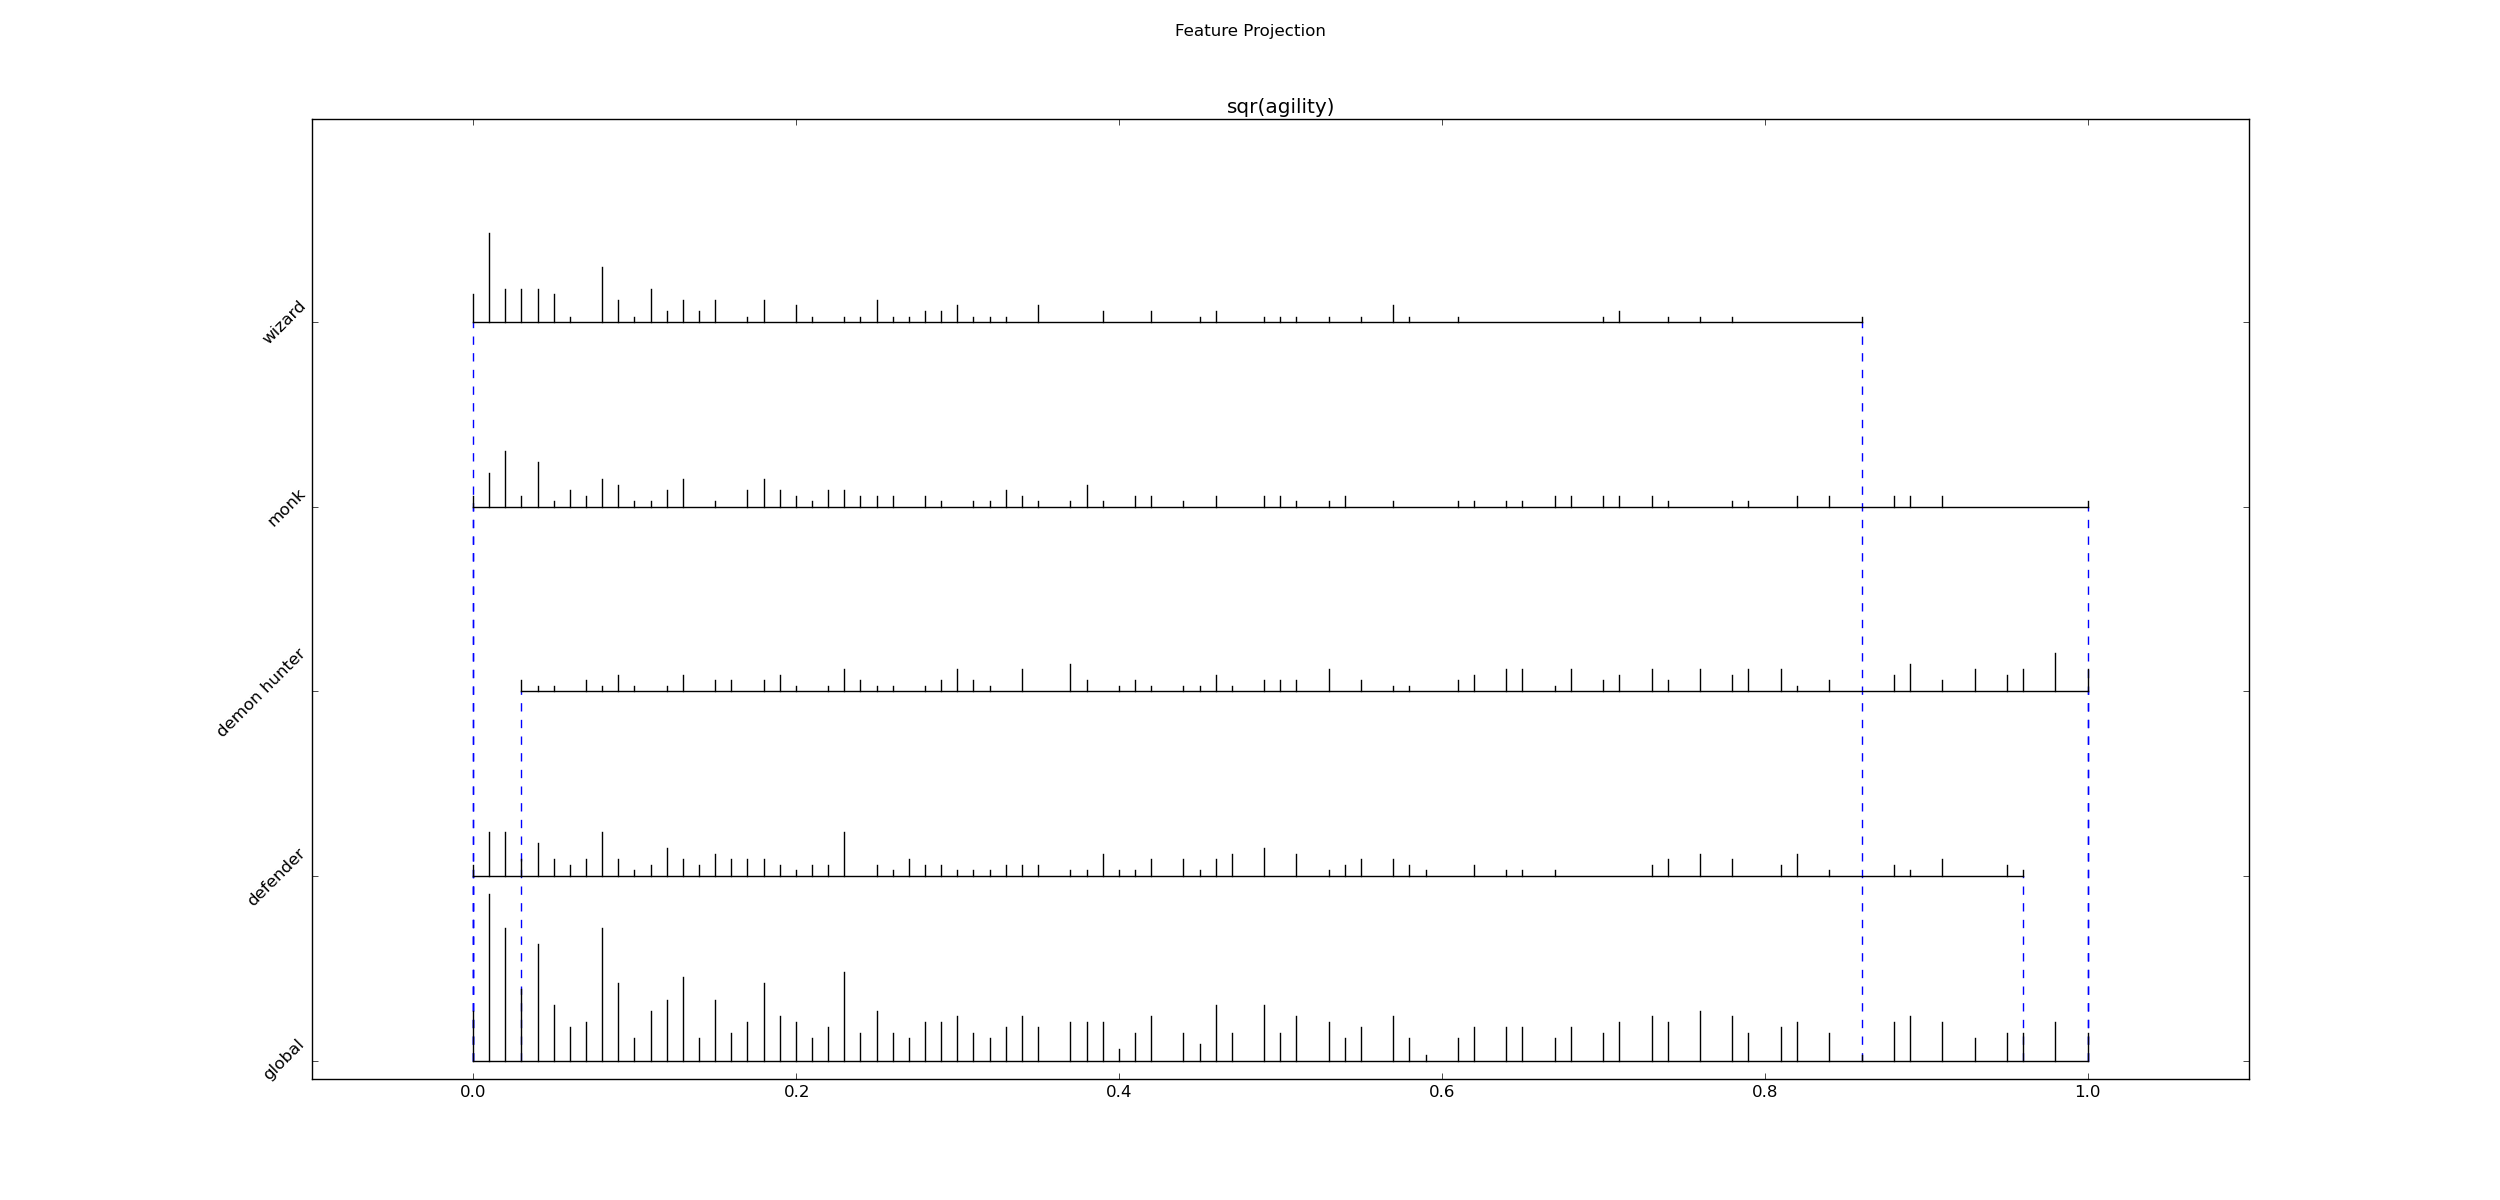 Feature Projection
sqr(agility)
wizard
monk
demon hunter
defender
global
0.0 0.2 0.4 0.6 0.8 1.0